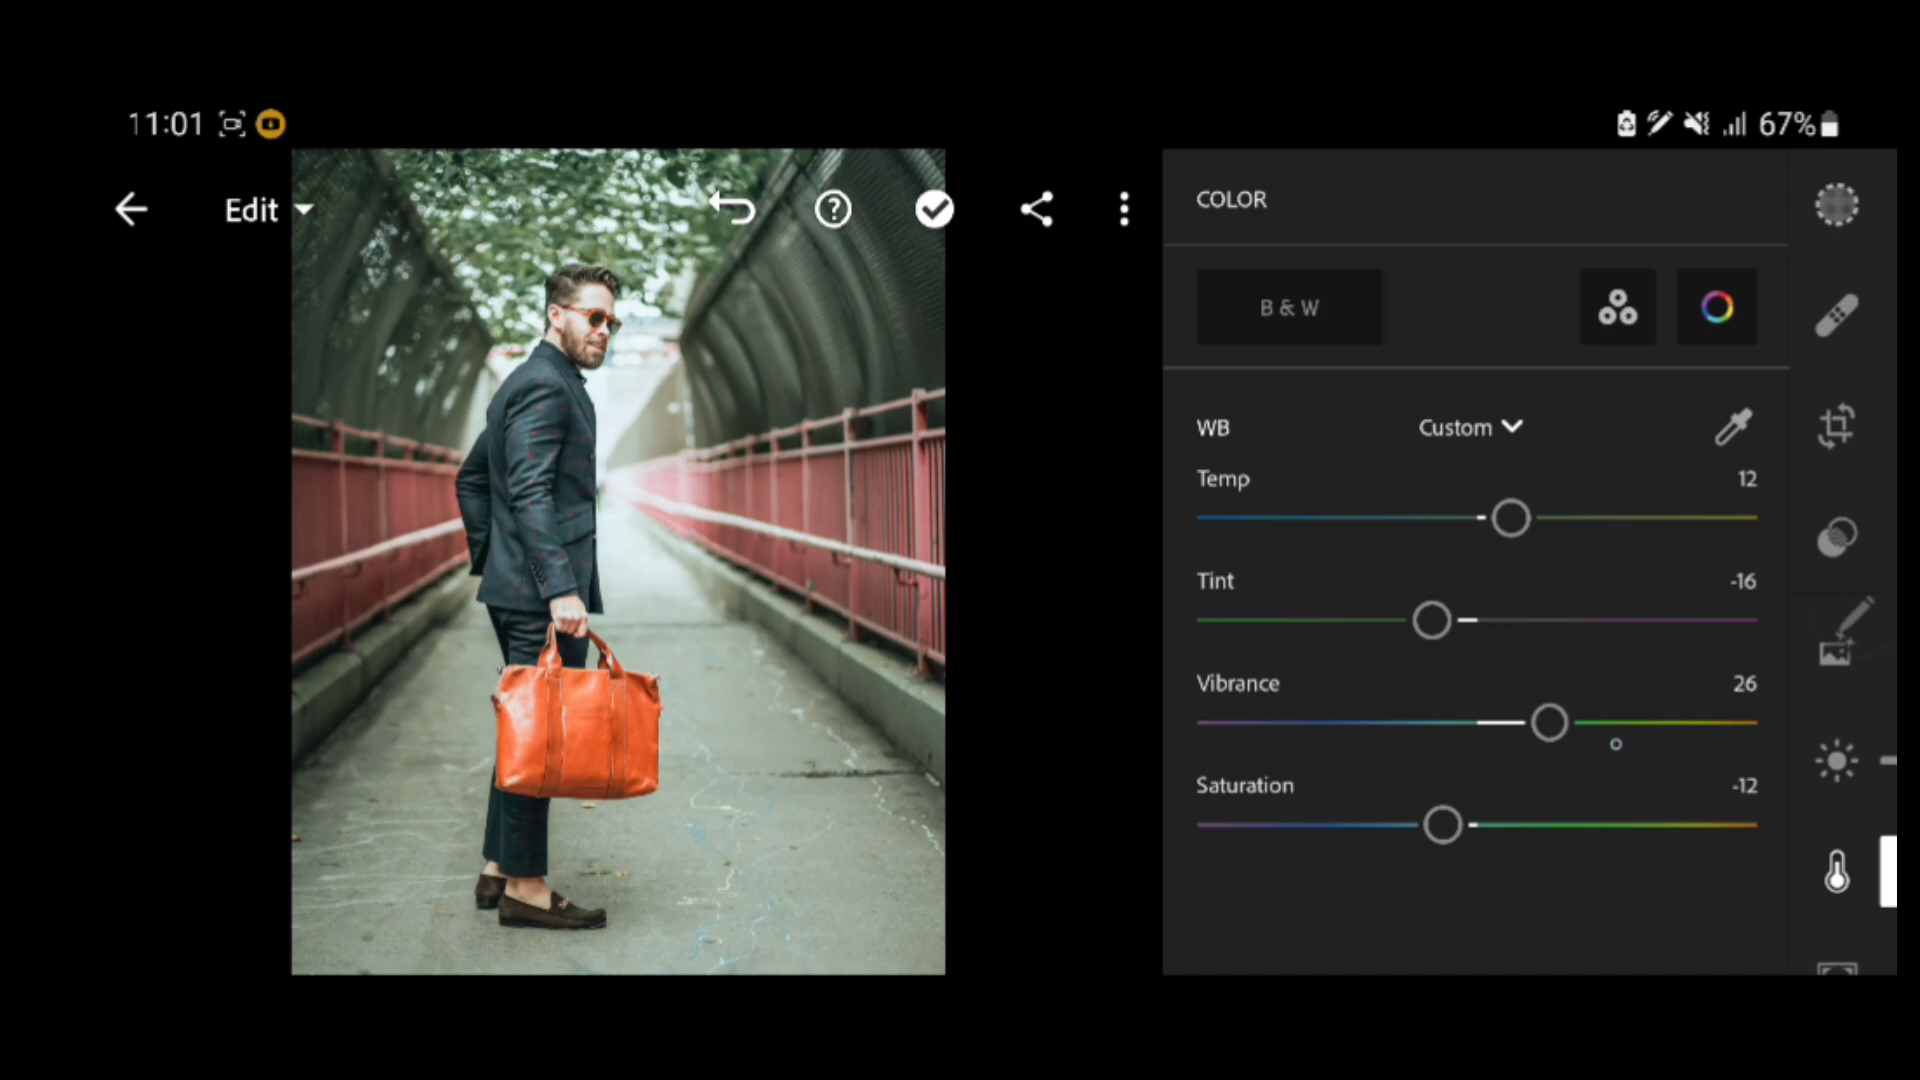 11:01
67%
Edit
COLOR
B & W
WB
Custom
Temp
12
Tint
-16
Vibrance
26
Saturation
-12